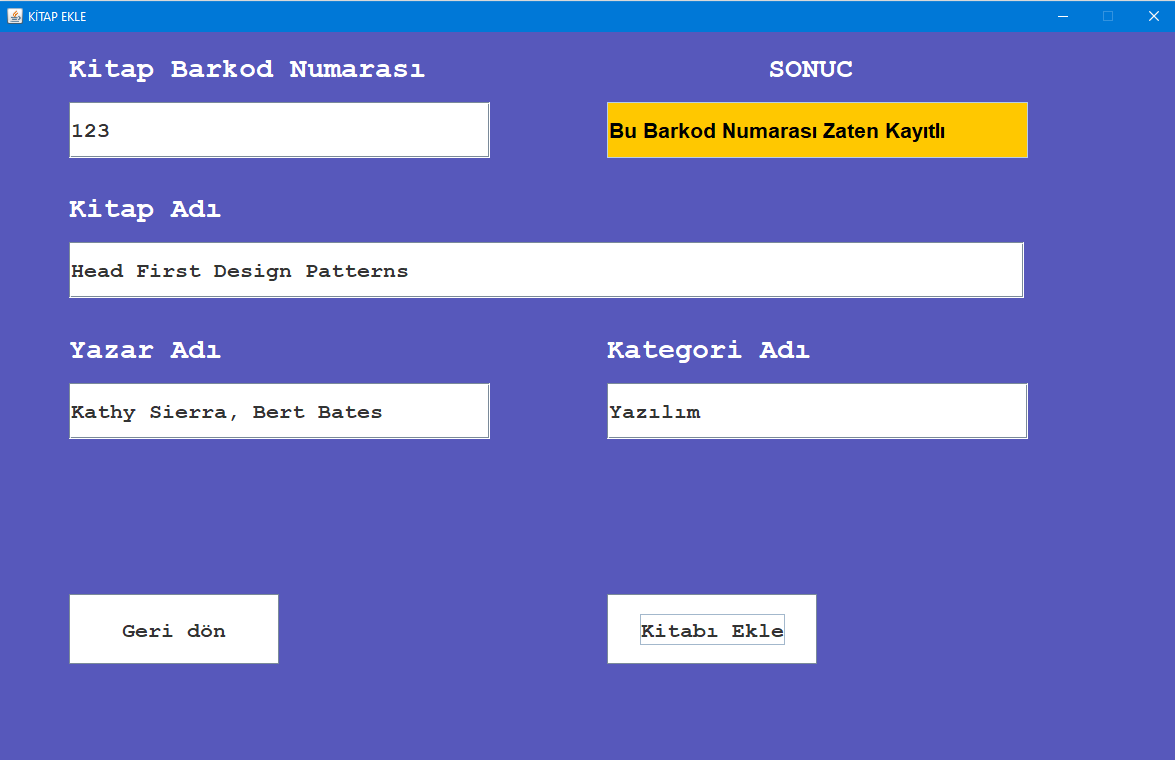 KİTAP EKLE
Kitap Barkod Numarası
SONUC
123
Bu Barkod Numarası Zaten Kayıtlı
Kitap Adı
Head First Design Patterns
Yazar Adı
Kategori Adı
Kathy Sierra, Bert Bates
Yazılım
Geri dön
Kitabı Ekle